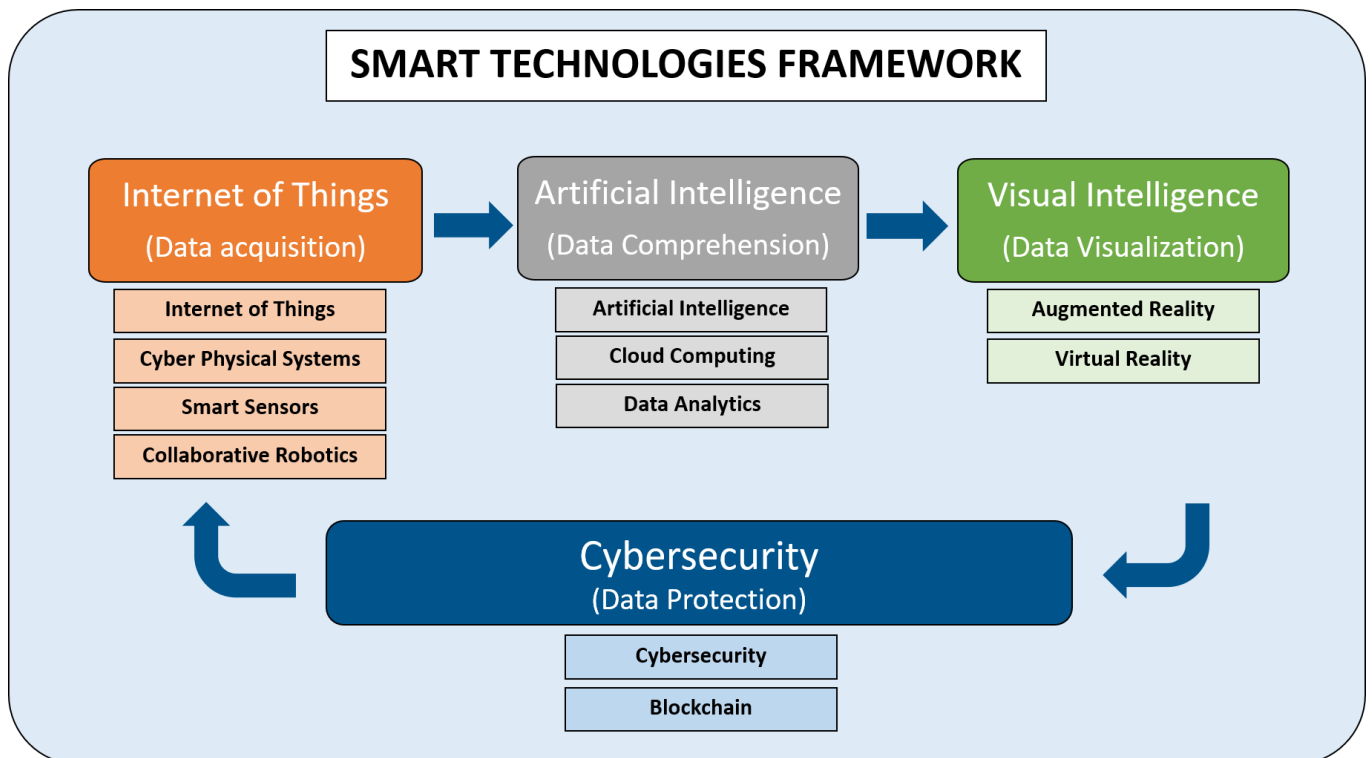 SMART TECHNOLOGIES FRAMEWORK
Internet of Things
(Data acquisition)
Internet of Things
Cyber Physical Systems
Smart Sensors
Collaborative Robotics
Artificial Intelligence
(Data Comprehension)
Artificial Intelligence
Cloud Computing
Data Analytics
Visual Intelligence
(Data Visualization)
Augmented Reality
Virtual Reality
Cybersecurity
(Data Protection)
Cybersecurity
Blockchain